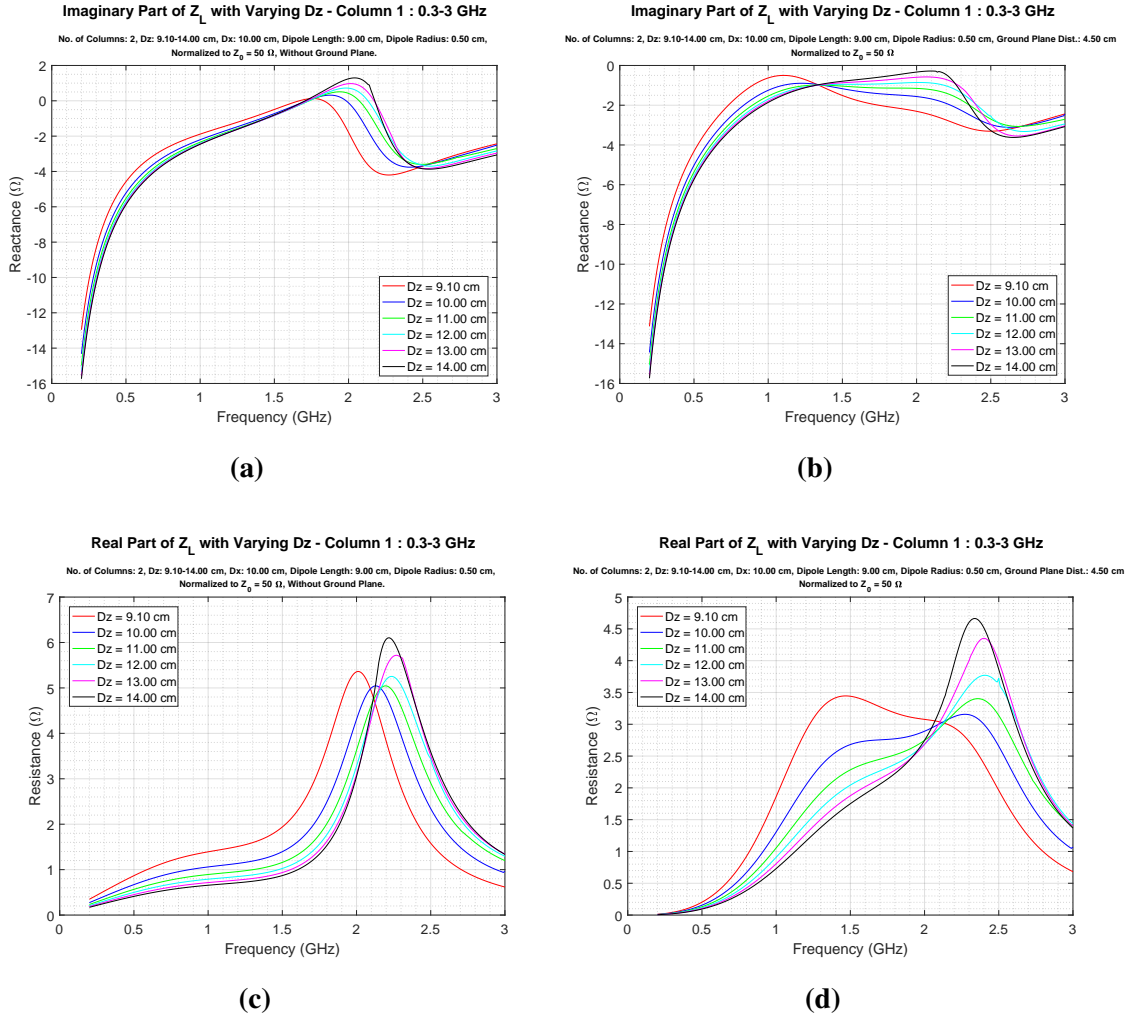 Imaginary Part of Z_L with Varying Dz - Column 1 : 0.3-3 GHz
No. of Columns: 2, Dz: 9.10-14.00 cm, Dx: 10.00 cm, Dipole Length: 9.00 cm, Dipole Radius: 0.50 cm,
Normalized to Z_0 = 50 Ω, Without Ground Plane.
2
0
-2
-4
-6
-8
-10
-12
-14
-16
Reactance (Ω)
Dz = 9.10 cm
Dz = 10.00 cm
Dz = 11.00 cm
Dz = 12.00 cm
Dz = 13.00 cm
Dz = 14.00 cm
0 0.5 1 1.5 2 2.5 3
Frequency (GHz)
(a)
Imaginary Part of Z_L with Varying Dz - Column 1 : 0.3-3 GHz
No. of Columns: 2, Dz: 9.10-14.00 cm, Dx: 10.00 cm, Dipole Length: 9.00 cm, Dipole Radius: 0.50 cm, Ground Plane Dist.: 4.50 cm
Normalized to Z_0 = 50 Ω
2
0
-2
-4
-6
-8
-10
-12
-14
-16
Reactance (Ω)
Dz = 9.10 cm
Dz = 10.00 cm
Dz = 11.00 cm
Dz = 12.00 cm
Dz = 13.00 cm
Dz = 14.00 cm
0 0.5 1 1.5 2 2.5 3
Frequency (GHz)
(b)
Real Part of Z_L with Varying Dz - Column 1 : 0.3-3 GHz
No. of Columns: 2, Dz: 9.10-14.00 cm, Dx: 10.00 cm, Dipole Length: 9.00 cm, Dipole Radius: 0.50 cm,
Normalized to Z_0 = 50 Ω, Without Ground Plane.
7
6
5
4
3
2
1
0
Resistance (Ω)
Dz = 9.10 cm
Dz = 10.00 cm
Dz = 11.00 cm
Dz = 12.00 cm
Dz = 13.00 cm
Dz = 14.00 cm
0 0.5 1 1.5 2 2.5 3
Frequency (GHz)
(c)
Real Part of Z_L with Varying Dz - Column 1 : 0.3-3 GHz
No. of Columns: 2, Dz: 9.10-14.00 cm, Dx: 10.00 cm, Dipole Length: 9.00 cm, Dipole Radius: 0.50 cm, Ground Plane Dist.: 4.50 cm
Normalized to Z_0 = 50 Ω
5
4.5
4
3.5
3
2.5
2
1.5
1
0.5
0
Resistance (Ω)
Dz = 9.10 cm
Dz = 10.00 cm
Dz = 11.00 cm
Dz = 12.00 cm
Dz = 13.00 cm
Dz = 14.00 cm
0 0.5 1 1.5 2 2.5 3
Frequency (GHz)
(d)